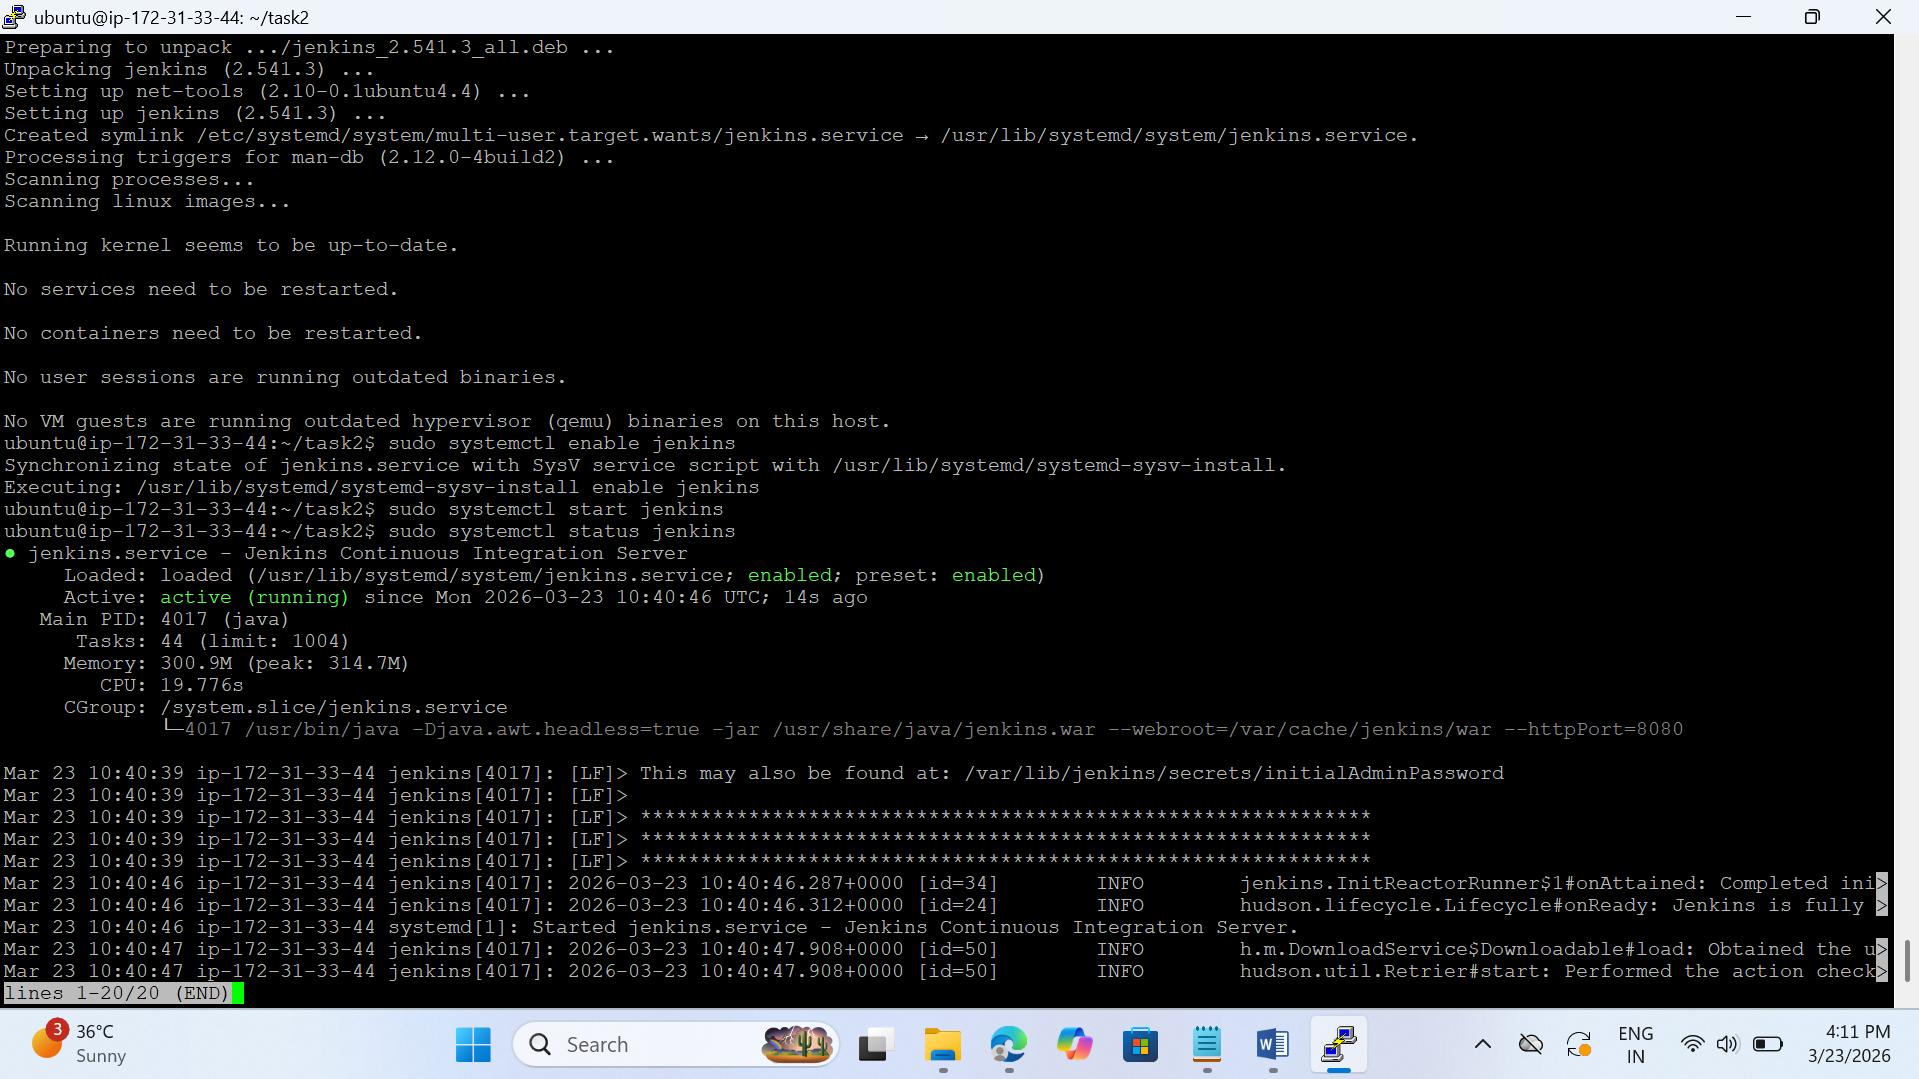 ubuntu@ip-172-31-33-44: ~/task2
Preparing to unpack .../jenkins_2.541.3_all.deb ...
Unpacking jenkins (2.541.3) ...
Setting up net-tools (2.10-0.1ubuntu4.4) ...
Setting up jenkins (2.541.3) ...
Created symlink /etc/systemd/system/multi-user.target.wants/jenkins.service → /usr/lib/systemd/system/jenkins.service.
Processing triggers for man-db (2.12.0-4build2) ...
Scanning processes...
Scanning linux images...
Running kernel seems to be up-to-date.
No services need to be restarted.
No containers need to be restarted.
No user sessions are running outdated binaries.
No VM guests are running outdated hypervisor (qemu) binaries on this host.
ubuntu@ip-172-31-33-44:~/task2$ sudo systemctl enable jenkins
Synchronizing state of jenkins.service with SysV service script with /usr/lib/systemd/systemd-sysv-install.
Executing: /usr/lib/systemd/systemd-sysv-install enable jenkins
ubuntu@ip-172-31-33-44:~/task2$ sudo systemctl start jenkins
ubuntu@ip-172-31-33-44:~/task2$ sudo systemctl status jenkins
● jenkins.service - Jenkins Continuous Integration Server
Loaded: loaded (/usr/lib/systemd/system/jenkins.service; enabled; preset: enabled)
Active: active (running) since Mon 2026-03-23 10:40:46 UTC; 14s ago
Main PID: 4017 (java)
Tasks: 44 (limit: 1004)
Memory: 300.9M (peak: 314.7M)
CPU: 19.776s
CGroup: /system.slice/jenkins.service
└─4017 /usr/bin/java -Djava.awt.headless=true -jar /usr/share/java/jenkins.war --webroot=/var/cache/jenkins/war --httpPort=8080
Mar 23 10:40:39 ip-172-31-33-44 jenkins[4017]: [LF]> This may also be found at: /var/lib/jenkins/secrets/initialAdminPassword
Mar 23 10:40:39 ip-172-31-33-44 jenkins[4017]: [LF]>
Mar 23 10:40:39 ip-172-31-33-44 jenkins[4017]: [LF]> *************************************************************
Mar 23 10:40:39 ip-172-31-33-44 jenkins[4017]: [LF]> *************************************************************
Mar 23 10:40:39 ip-172-31-33-44 jenkins[4017]: [LF]> *************************************************************
Mar 23 10:40:46 ip-172-31-33-44 jenkins[4017]: 2026-03-23 10:40:46.287+0000 [id=34] INFO jenkins.InitReactorRunner$1#onAttained: Completed ini>
Mar 23 10:40:46 ip-172-31-33-44 jenkins[4017]: 2026-03-23 10:40:46.312+0000 [id=24] INFO hudson.lifecycle.Lifecycle#onReady: Jenkins is fully >
Mar 23 10:40:46 ip-172-31-33-44 systemd[1]: Started jenkins.service - Jenkins Continuous Integration Server.
Mar 23 10:40:47 ip-172-31-33-44 jenkins[4017]: 2026-03-23 10:40:47.908+0000 [id=50] INFO h.m.DownloadService$Downloadable#load: Obtained the u>
Mar 23 10:40:47 ip-172-31-33-44 jenkins[4017]: 2026-03-23 10:40:47.908+0000 [id=50] INFO hudson.util.Retrier#start: Performed the action check>
lines 1-20/20 (END)
3
36°C
Sunny
Search
ENG
IN
4:11 PM
3/23/2026